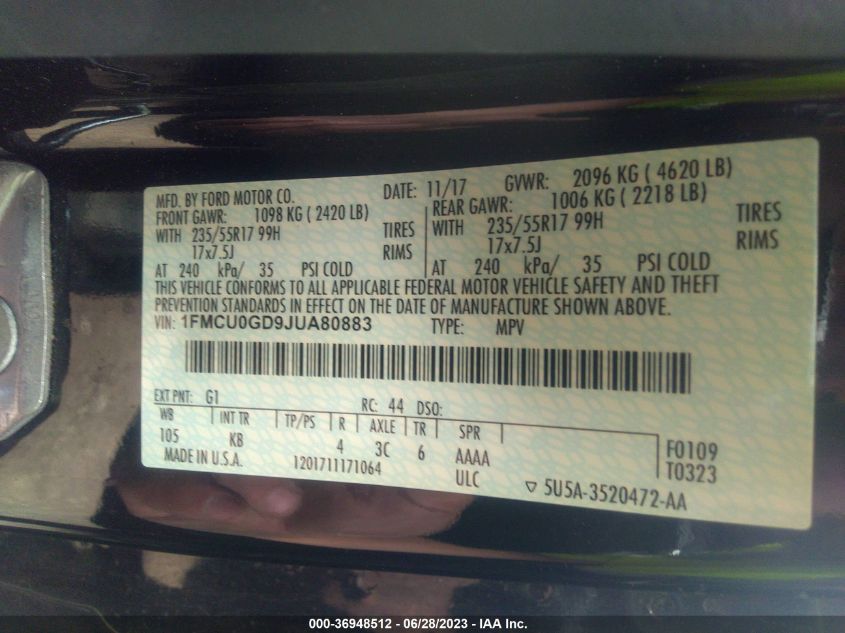 MFD. BY FORD MOTOR CO. DATE: 11/17 GVWR: 2096 KG ( 4620 LB)
FRONT GAWR: 1098 KG ( 2420 LB) REAR GAWR: 1006 KG ( 2218 LB)
WITH 235/55R17 99H TIRES WITH 235/55R17 99H TIRES
17x7.5J RIMS 17x7.5J RIMS
AT 240 kPa/ 35 PSI COLD AT 240 kPa/ 35 PSI COLD
THIS VEHICLE CONFORMS TO ALL APPLICABLE FEDERAL MOTOR VEHICLE SAFETY AND THEFT
PREVENTION STANDARDS IN EFFECT ON THE DATE OF MANUFACTURE SHOWN ABOVE.
VIN: 1FMCU0GD9JUA80883 TYPE: MPV
EXT PNT: G1 RC: 44 DSO:
WB INT TR TP/PS R AXLE TR SPR
105 KB 4 3C 6 AAAA F0109
MADE IN U.S.A. 1201711171064 ULC T0323
5U5A-3520472-AA
000-36948512 - 06/28/2023 - IAA Inc.